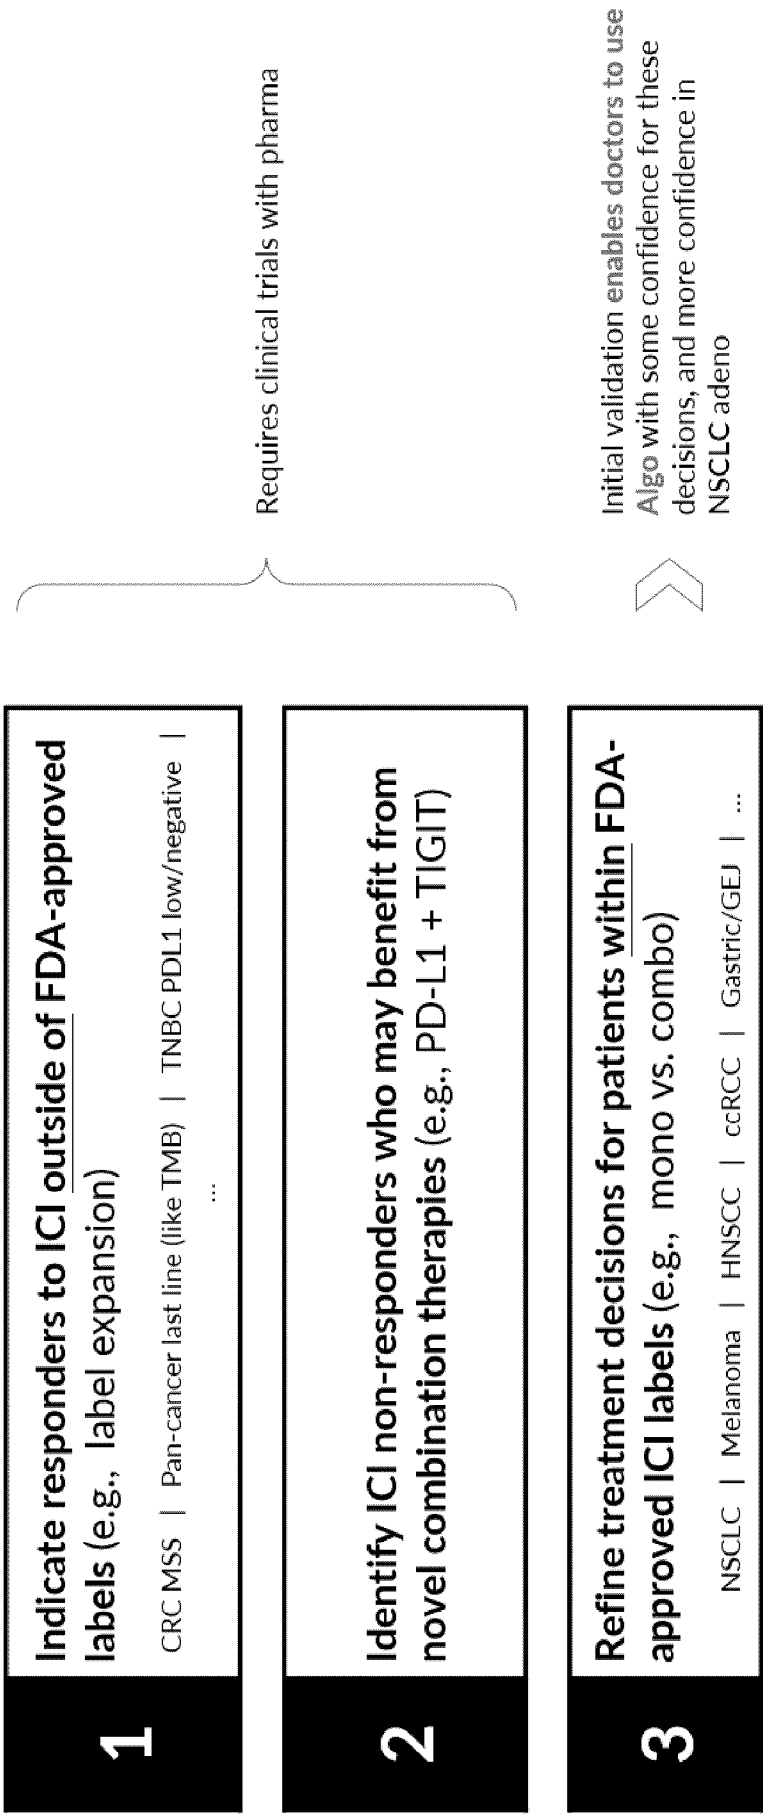 1
Indicate responders to ICI outside of FDA-approved
labels (e.g., label expansion)
CRC MSS | Pan-cancer last line (like TMB) | TNBC PDL1 low/negative |
...
2
Identify ICI non-responders who may benefit from
novel combination therapies (e.g., PD-L1 + TIGIT)
Requires clinical trials with pharma
3
Refine treatment decisions for patients within FDA-
approved ICI labels (e.g., mono vs. combo)
NSCLC | Melanoma | HNSCC | ccRCC | Gastric/GEJ | ...
Initial validation enables doctors to use
Algo with some confidence for these
decisions, and more confidence in
NSCLC adeno